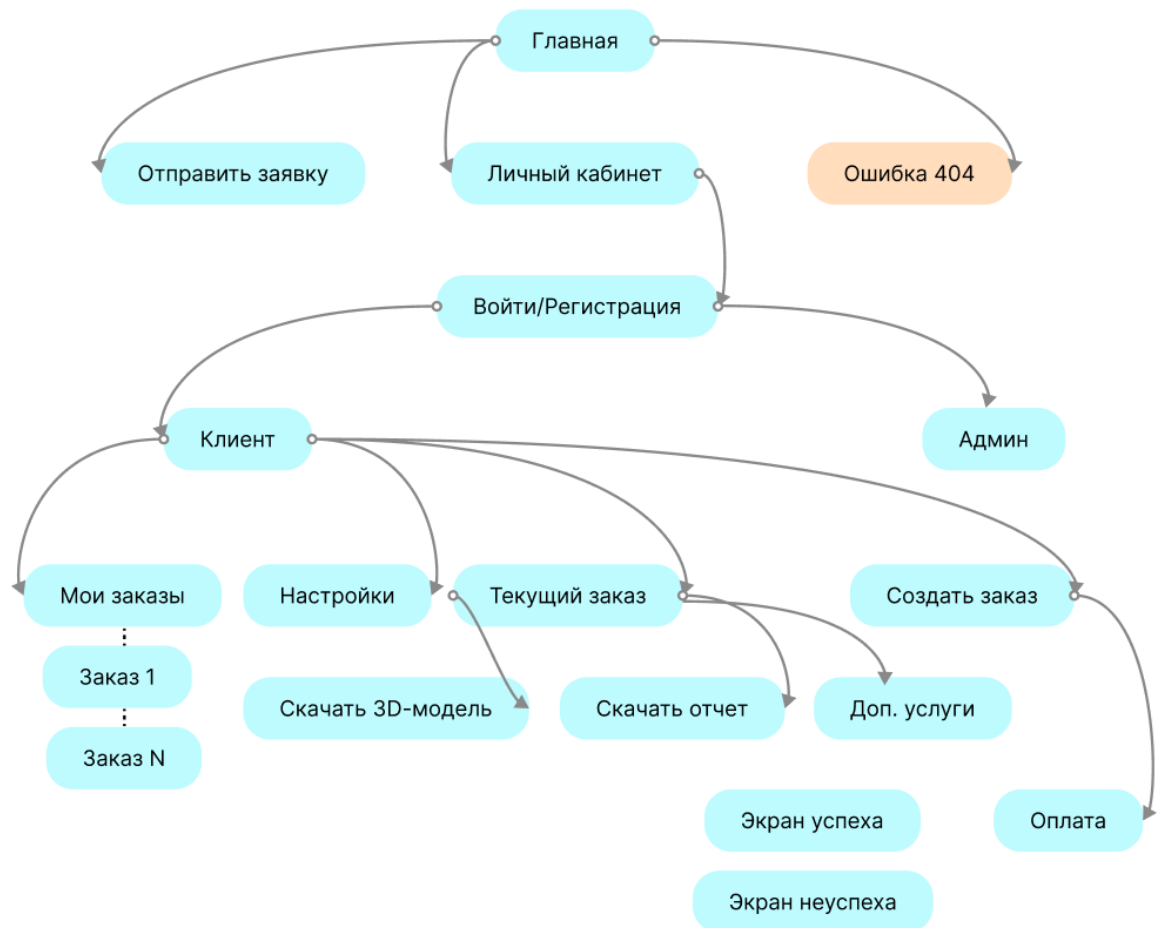 Главная
Отправить заявку
Личный кабинет
Ошибка 404
Войти/Регистрация
Клиент
Админ
Мои заказы
Настройки
Текущий заказ
Создать заказ
Заказ 1
Скачать 3D-модель
Скачать отчет
Доп. услуги
Заказ N
Экран успеха
Оплата
Экран неуспеха